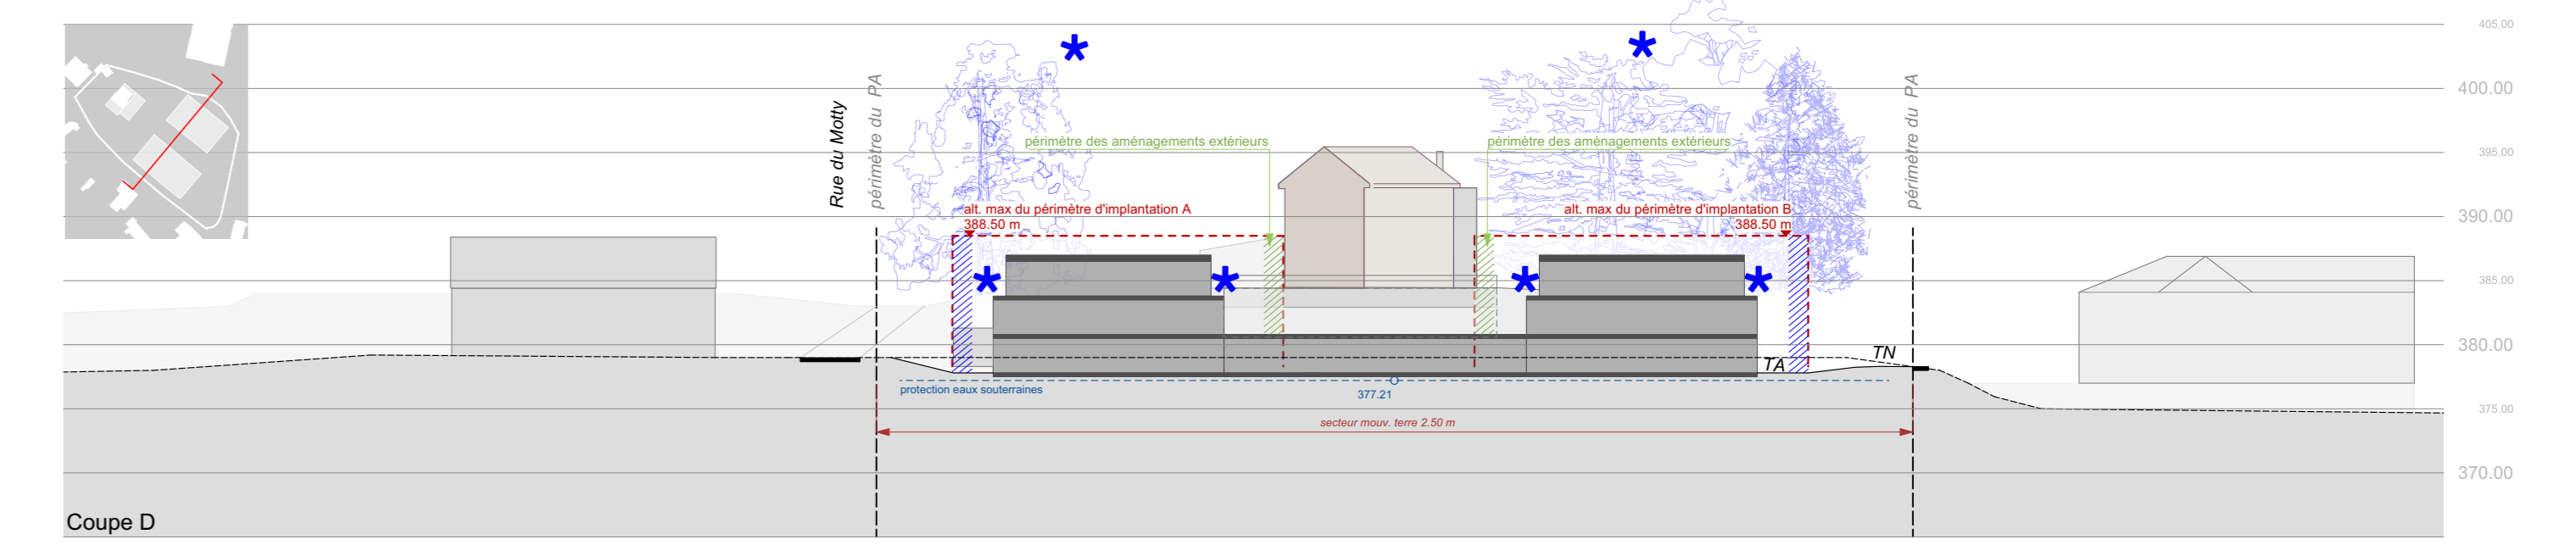 405.00
400.00
395.00
390.00
385.00
380.00
375.00
370.00
Rue du Motty
périmètre du PA
périmètre des aménagements extérieurs
périmètre des aménagements extérieurs
périmètre du PA
alt. max du périmètre d'implantation A
388.50 m
alt. max du périmètre d'implantation B
388.50 m
*
*
*
*
*
*
TN
TA
protection eaux souterraines
377.21
secteur mouv. terre 2.50 m
Coupe D